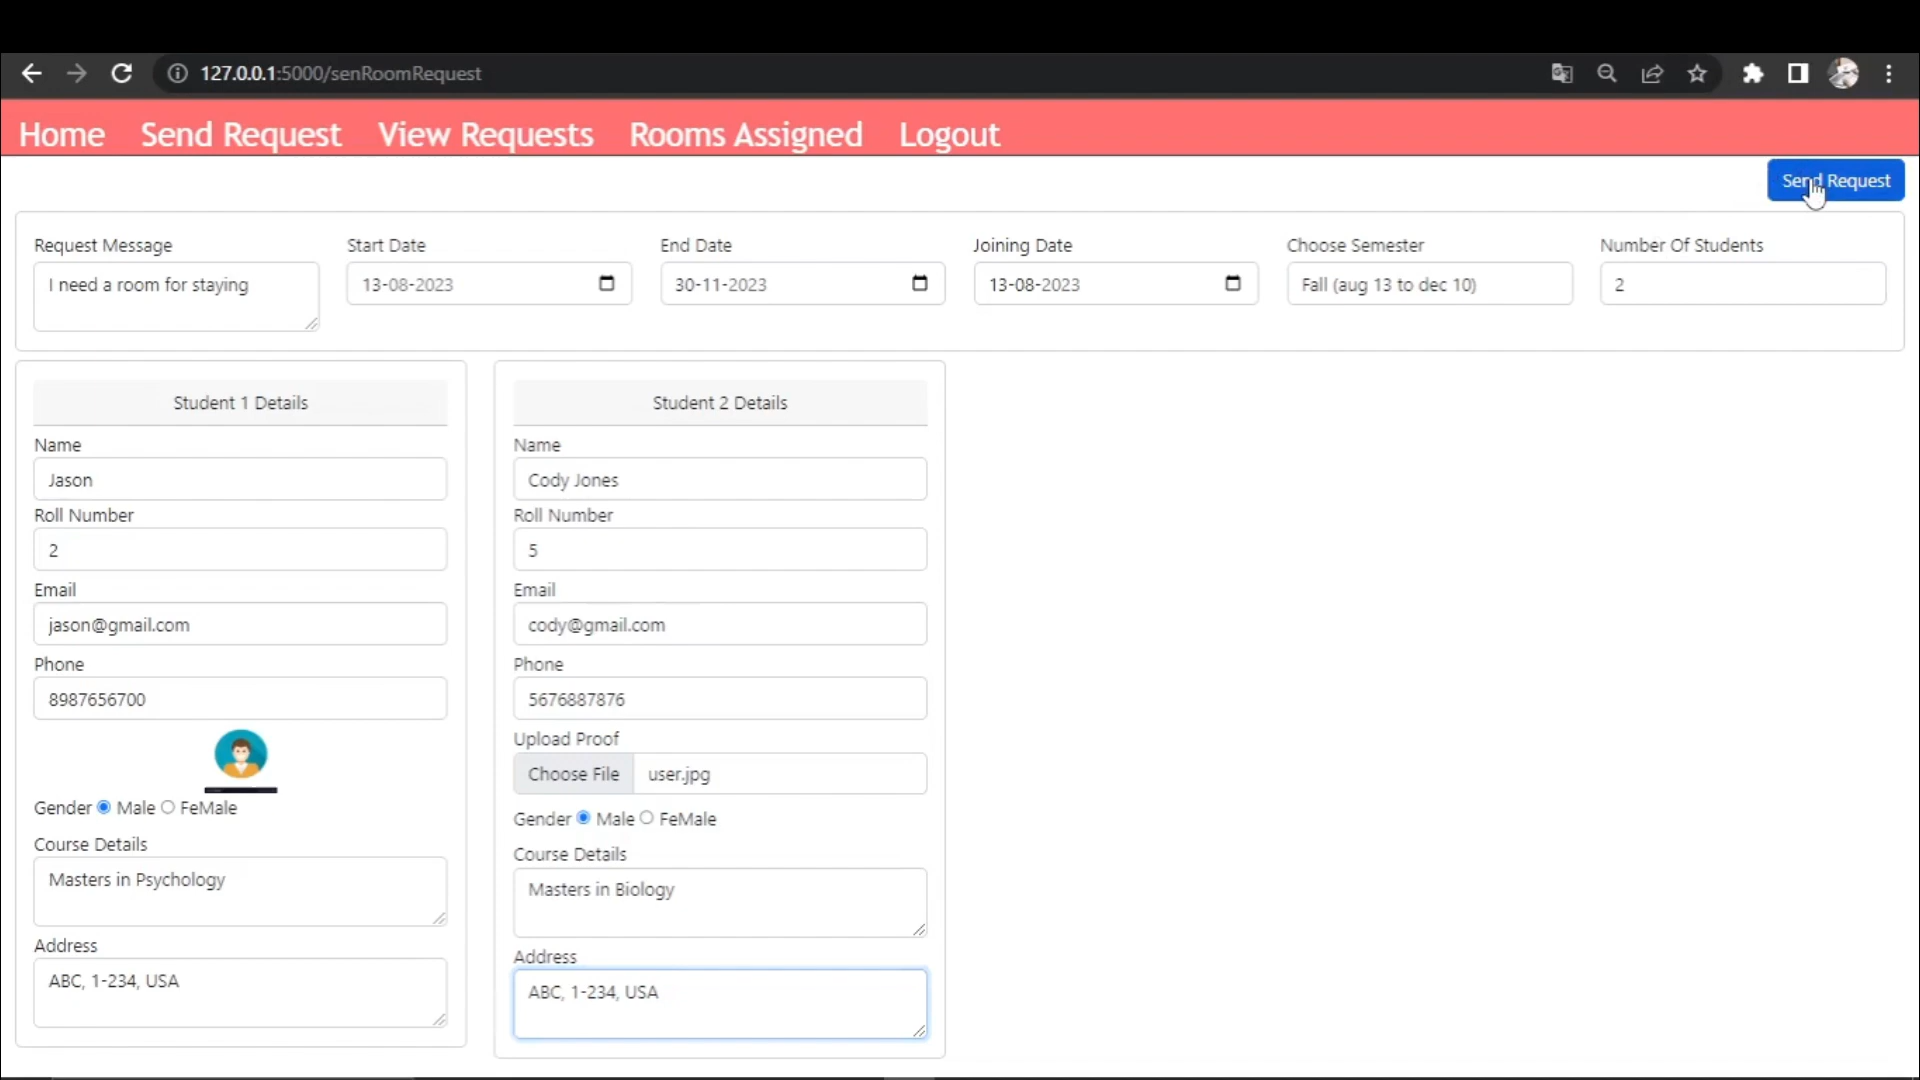 127.0.0.1:5000/senRoomRequest
Home Send Request View Requests Rooms Assigned Logout
Send Request
Request Message Start Date End Date Joining Date Choose Semester Number Of Students
I need a room for staying 13-08-2023 30-11-2023 13-08-2023 Fall (aug 13 to dec 10) 2
Student 1 Details
Name
Jason
Roll Number
2
Email
jason@gmail.com
Phone
8987656700
Gender Male FeMale
Course Details
Masters in Psychology
Address
ABC, 1-234, USA
Student 2 Details
Name
Cody Jones
Roll Number
5
Email
cody@gmail.com
Phone
5676887876
Upload Proof
Choose File user.jpg
Gender Male FeMale
Course Details
Masters in Biology
Address
ABC, 1-234, USA